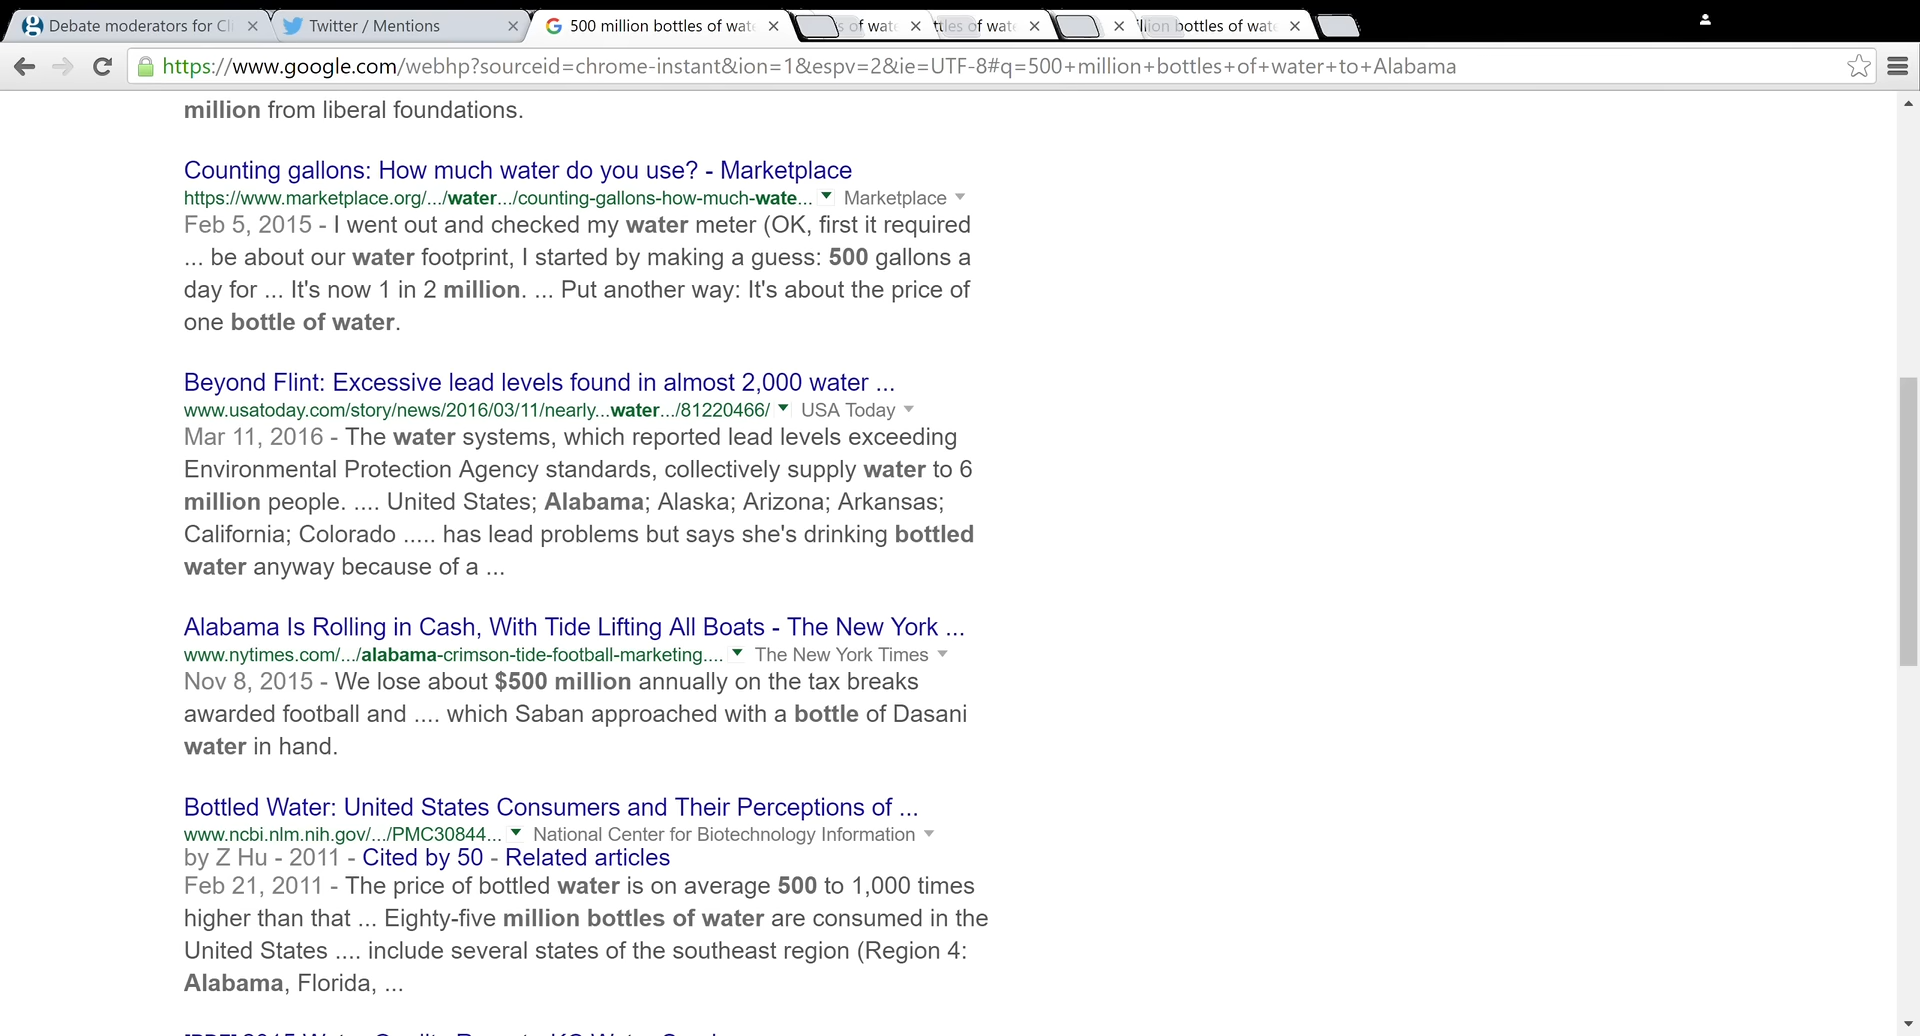 Debate moderators for Cl
Twitter / Mentions
500 million bottles of wat
s of wat
tles of wat
llion bottles of wat
https://www.google.com/webhp?sourceid=chrome-instant&ion=1&espv=2&ie=UTF-8#q=500+million+bottles+of+water+to+Alabama
million from liberal foundations.
Counting gallons: How much water do you use? - Marketplace
https://www.marketplace.org/.../water.../counting-gallons-how-much-wate... Marketplace
Feb 5, 2015 - I went out and checked my water meter (OK, first it required
... be about our water footprint, I started by making a guess: 500 gallons a
day for ... It's now 1 in 2 million. ... Put another way: It's about the price of
one bottle of water.
Beyond Flint: Excessive lead levels found in almost 2,000 water ...
www.usatoday.com/story/news/2016/03/11/nearly...water.../81220466/ USA Today
Mar 11, 2016 - The water systems, which reported lead levels exceeding
Environmental Protection Agency standards, collectively supply water to 6
million people. .... United States; Alabama; Alaska; Arizona; Arkansas;
California; Colorado ..... has lead problems but says she's drinking bottled
water anyway because of a ...
Alabama Is Rolling in Cash, With Tide Lifting All Boats - The New York ...
www.nytimes.com/.../alabama-crimson-tide-football-marketing.... The New York Times
Nov 8, 2015 - We lose about $500 million annually on the tax breaks
awarded football and .... which Saban approached with a bottle of Dasani
water in hand.
Bottled Water: United States Consumers and Their Perceptions of ...
www.ncbi.nlm.nih.gov/.../PMC30844... National Center for Biotechnology Information
by Z Hu - 2011 - Cited by 50 - Related articles
Feb 21, 2011 - The price of bottled water is on average 500 to 1,000 times
higher than that ... Eighty-five million bottles of water are consumed in the
United States .... include several states of the southeast region (Region 4:
Alabama, Florida, ...